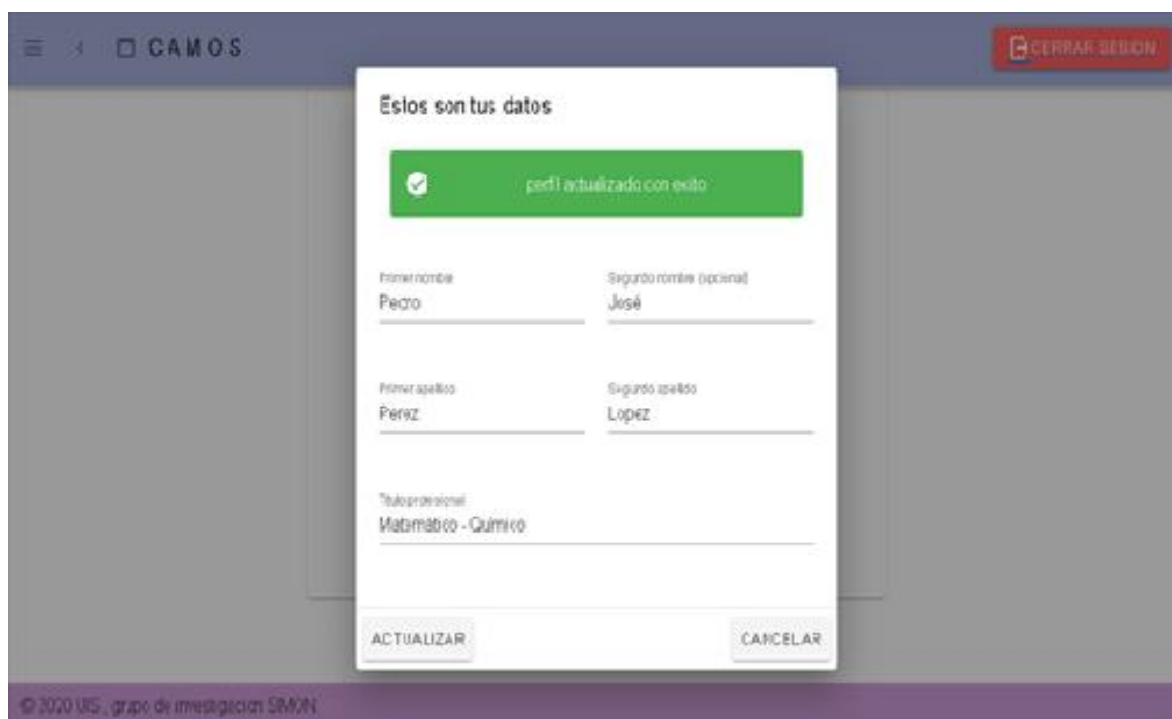 CAMOS
CERRAR SESION
Estos son tus datos
perfil actualizado con exito
Primer nombre
Segundo nombre (opcional)
Pedro
José
Primer apellido
Segundo apellido
Perez
Lopez
Titulo profesional
Matemático - Químico
ACTUALIZAR
CANCELAR
© 2020 UIS, grupo de investigacion SIMON